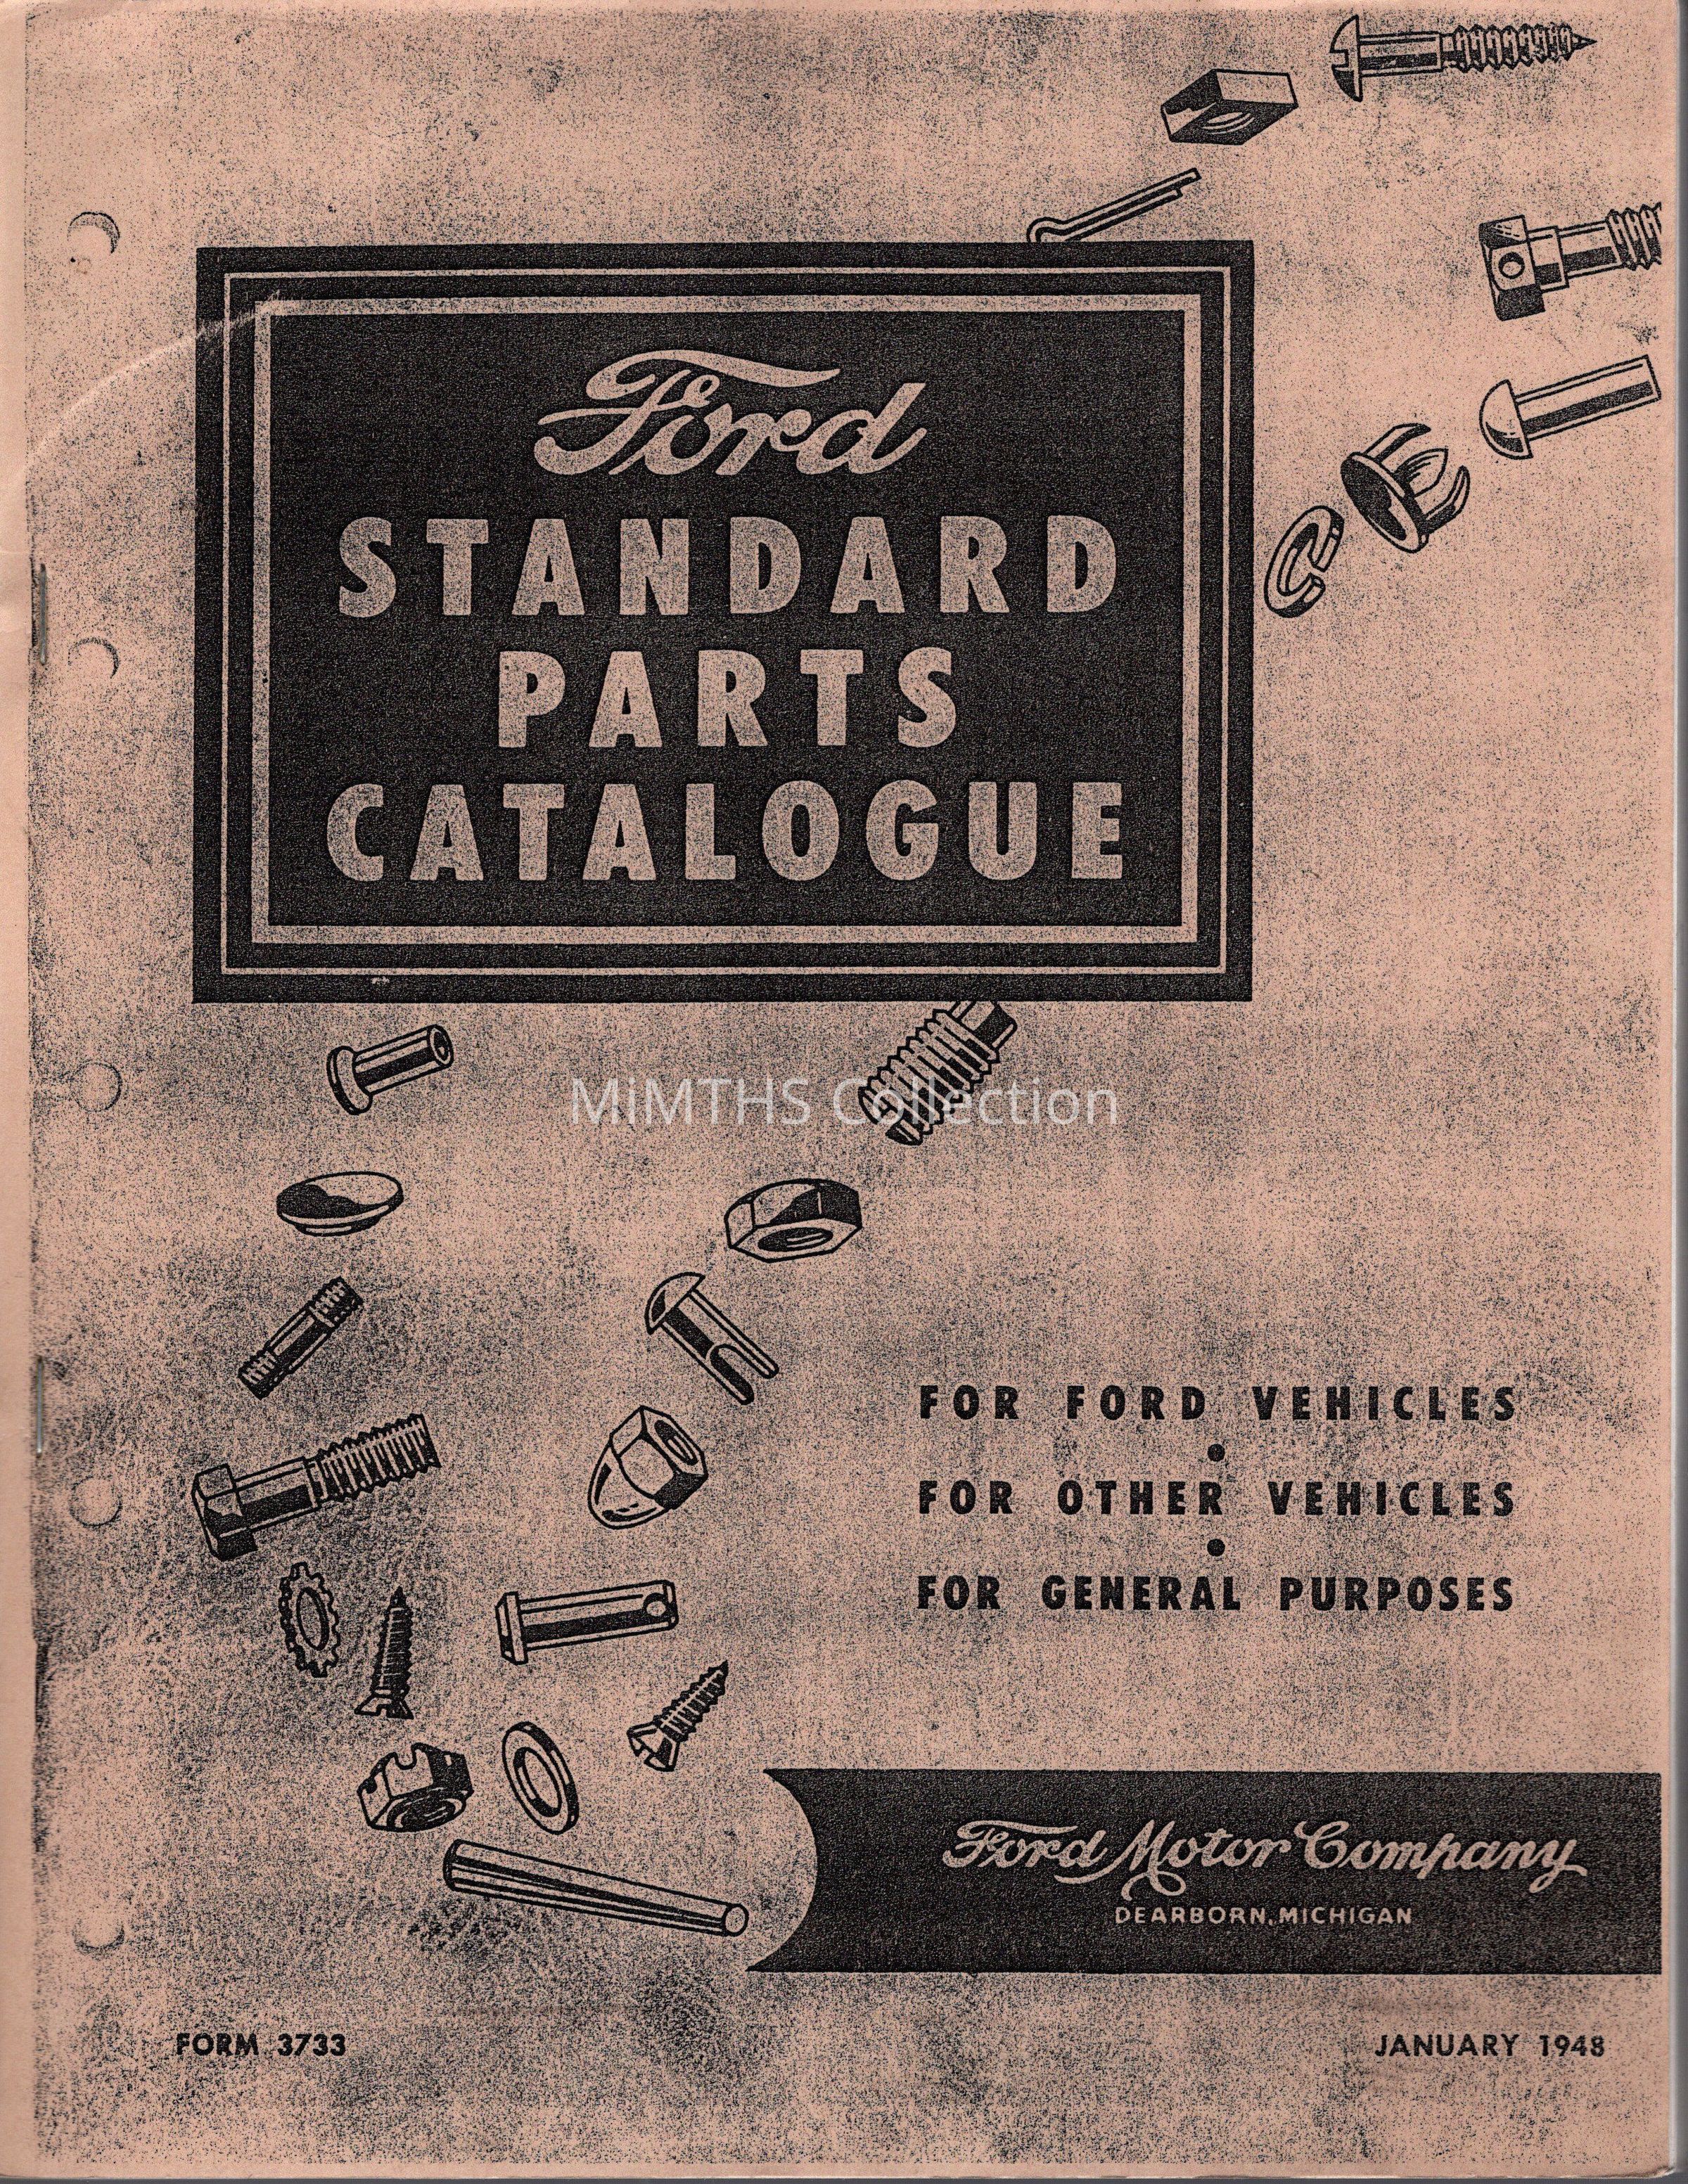 Ford
STANDARD
PARTS
CATALOGUE
MiMTHS Collection
FOR FORD VEHICLES
FOR OTHER VEHICLES
FOR GENERAL PURPOSES
Ford Motor Company
DEARBORN, MICHIGAN
FORM 3733
JANUARY 1948